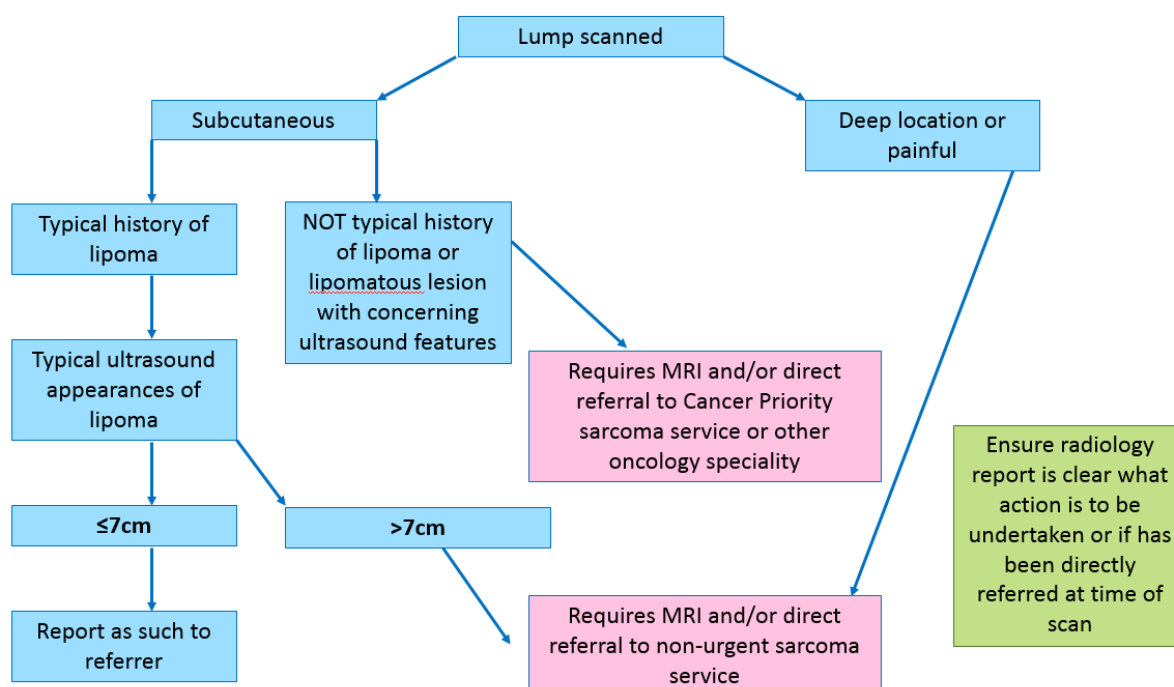 Lump scanned
Subcutaneous
Deep location or
painful
Typical history of
lipoma
NOT typical history
of lipoma or
lipomatous lesion
with concerning
ultrasound features
Typical ultrasound
appearances of
lipoma
Requires MRI and/or direct
referral to Cancer Priority
sarcoma service or other
oncology speciality
Ensure radiology
report is clear what
action is to be
undertaken or if has
been directly
referred at time of
scan
≤7cm
>7cm
Report as such to
referrer
Requires MRI and/or direct
referral to non-urgent sarcoma
service